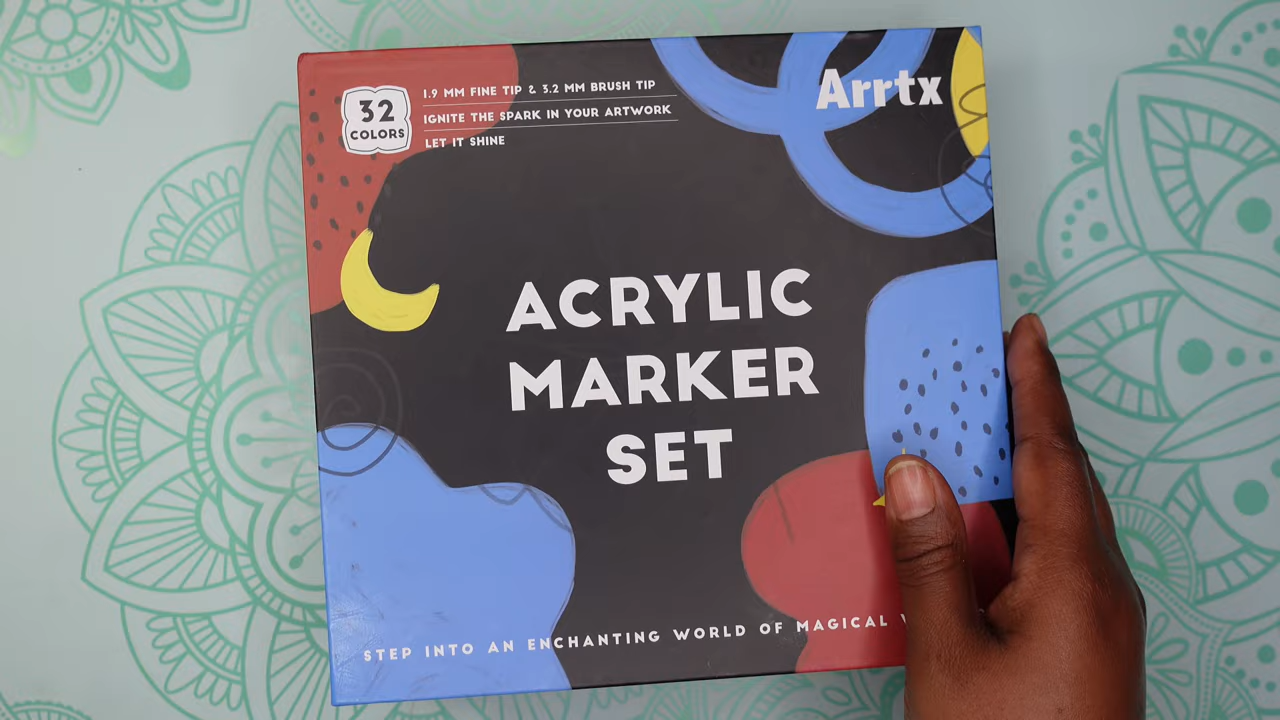 32
COLORS
1.9 MM FINE TIP & 3.2 MM BRUSH TIP
IGNITE THE SPARK IN YOUR ARTWORK
LET IT SHINE
Arrtx
ACRYLIC
MARKER
SET
STEP INTO AN ENCHANTING WORLD OF MAGICAL